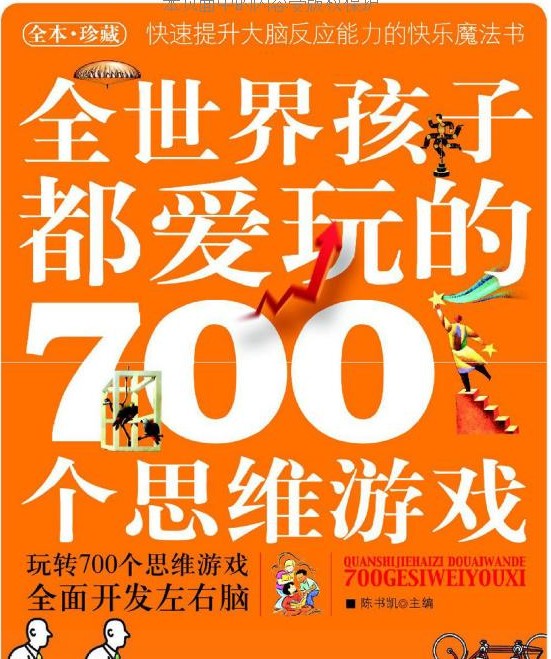 全本·珍藏 快速提升大脑反应能力的快乐魔法书
全世界孩子
都爱玩的
700
个思维游戏
玩转700个思维游戏
全面开发左右脑
QUANSHIJIEHAIZI DOUAIWANDE
700GESIWEIYOUXI
■ 陈书凯◎主编